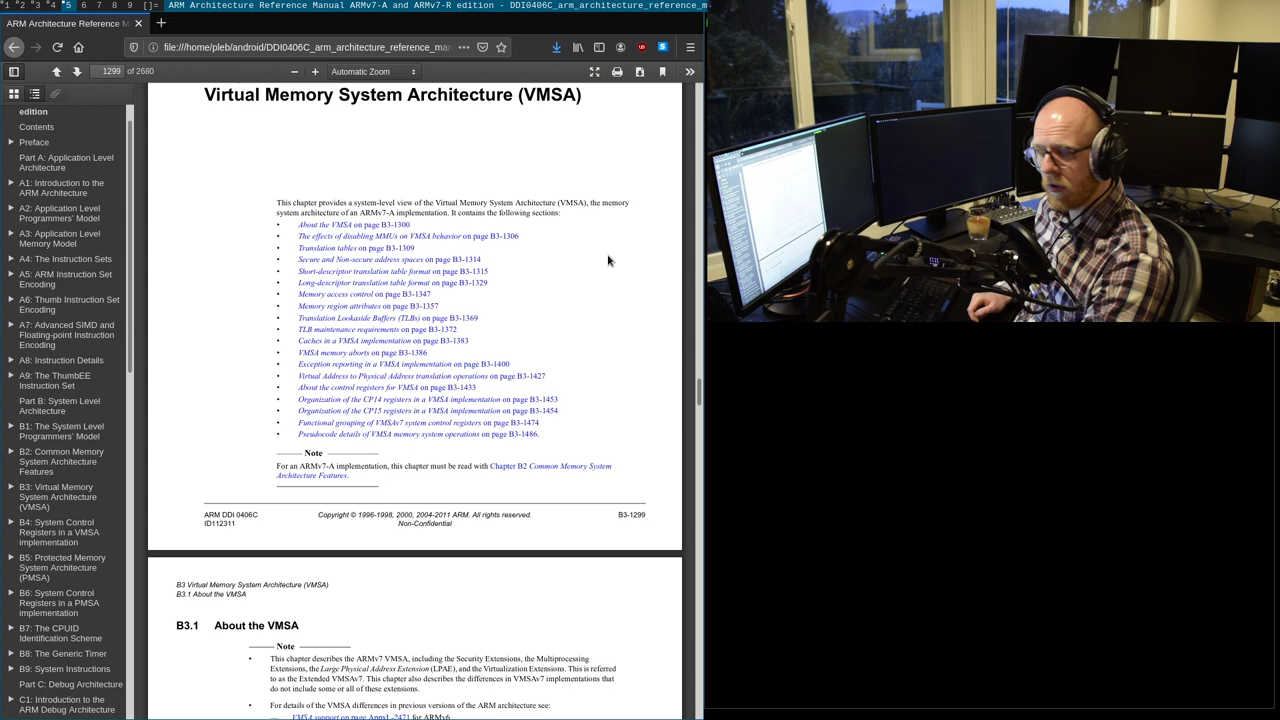 1 2 3 4 5 6 7 8 9 []= ARM Architecture Reference Manual ARMv7-A and ARMv7-R edition - DDI0406C_arm_architecture_reference_m
ARM Architecture Reference M
file:///home/pleb/android/DDI0406C_arm_architecture_reference_ma
1299 of 2680
Automatic Zoom
edition
Contents
Preface
Part A: Application Level
Architecture
A1: Introduction to the
ARM Architecture
A2: Application Level
Programmers' Model
A3: Application Level
Memory Model
A4: The Instruction Sets
A5: ARM Instruction Set
Encoding
A6: Thumb Instruction Set
Encoding
A7: Advanced SIMD and
Floating-point Instruction
Encoding
A8: Instruction Details
A9: The ThumbEE
Instruction Set
Part B: System Level
Architecture
B1: The System Level
Programmers' Model
B2: Common Memory
System Architecture
Features
B3: Virtual Memory
System Architecture
(VMSA)
B4: System Control
Registers in a VMSA
implementation
B5: Protected Memory
System Architecture
(PMSA)
B6: System Control
Registers in a PMSA
implementation
B7: The CPUID
Identification Scheme
B8: The Generic Timer
B9: System Instructions
Part C: Debug Architecture
C1: Introduction to the
ARM Debug Architecture
Virtual Memory System Architecture (VMSA)
This chapter provides a system-level view of the Virtual Memory System Architecture (VMSA), the memory
system architecture of an ARMv7-A implementation. It contains the following sections:
• About the VMSA on page B3-1300
• The effects of disabling MMUs on VMSA behavior on page B3-1306
• Translation tables on page B3-1309
• Secure and Non-secure address spaces on page B3-1314
• Short-descriptor translation table format on page B3-1315
• Long-descriptor translation table format on page B3-1329
• Memory access control on page B3-1347
• Memory region attributes on page B3-1357
• Translation Lookaside Buffers (TLBs) on page B3-1369
• TLB maintenance requirements on page B3-1372
• Caches in a VMSA implementation on page B3-1383
• VMSA memory aborts on page B3-1386
• Exception reporting in a VMSA implementation on page B3-1400
• Virtual Address to Physical Address translation operations on page B3-1427
• About the control registers for VMSA on page B3-1433
• Organization of the CP14 registers in a VMSA implementation on page B3-1453
• Organization of the CP15 registers in a VMSA implementation on page B3-1454
• Functional grouping of VMSAv7 system control registers on page B3-1474
• Pseudocode details of VMSA memory system operations on page B3-1486.
Note
For an ARMv7-A implementation, this chapter must be read with Chapter B2 Common Memory System
Architecture Features.
ARM DDI 0406C Copyright © 1996-1998, 2000, 2004-2011 ARM. All rights reserved. B3-1299
ID112311 Non-Confidential
B3 Virtual Memory System Architecture (VMSA)
B3.1 About the VMSA
B3.1 About the VMSA
Note
• This chapter describes the ARMv7 VMSA, including the Security Extensions, the Multiprocessing
Extensions, the Large Physical Address Extension (LPAE), and the Virtualization Extensions. This is referred
to as the Extended VMSAv7. This chapter also describes the differences in VMSAv7 implementations that
do not include some or all of these extensions.
• For details of the VMSA differences in previous versions of the ARM architecture see:
— VMSA support on page AppxL-2471 for ARMv6